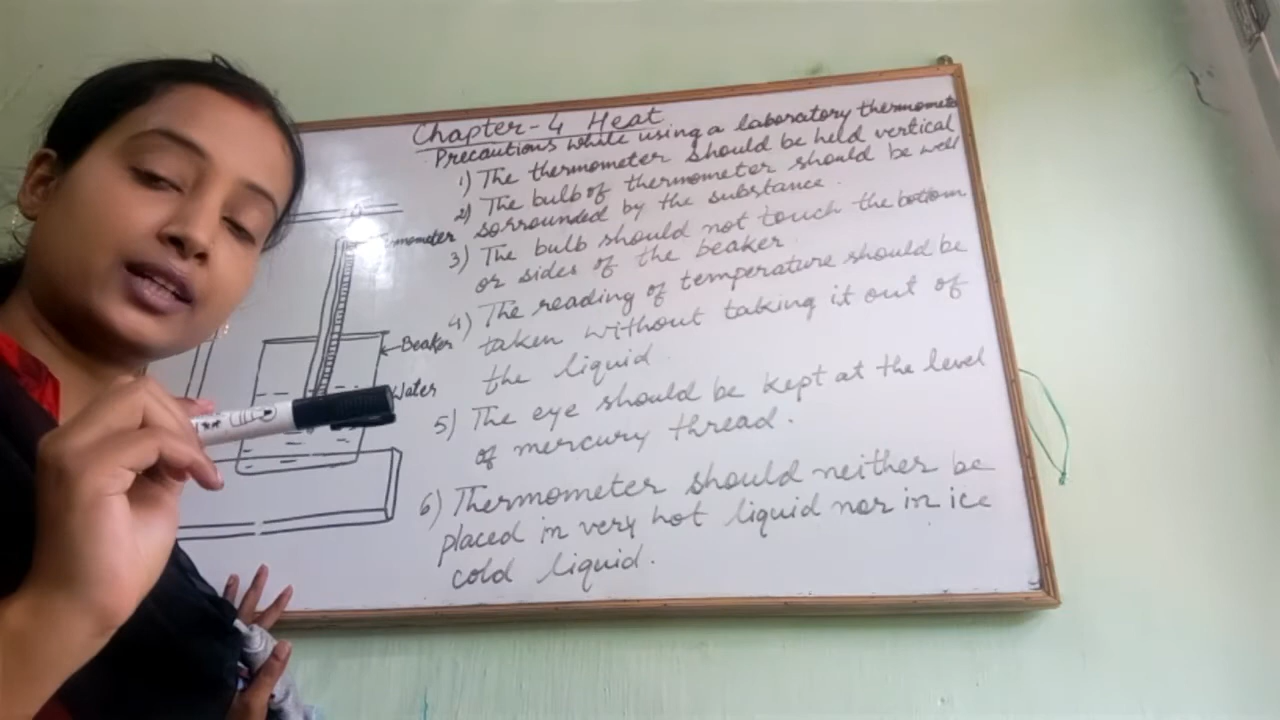 Chapter-4 Heat
Precautions while using a laboratory thermomete
1) The thermometer should be held vertical
2) The bulb of thermometer should be well
sorrounded by the substance.
3) The bulb should not touch the bottom
or sides of the beaker.
4) The reading of temperature should be
taken without taking it out of
the liquid.
5) The eye should be kept at the level
of mercury thread.
6) Thermometer should neither be
placed in very hot liquid nor in ice
cold liquid.
Beaker
Water